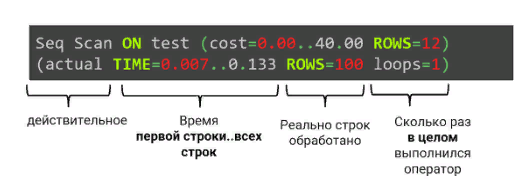 Seq Scan ON test (cost=0.00..40.00 ROWS=12)
(actual TIME=0.007..0.133 ROWS=100 loops=1)
действительное
Время
первой строки..всех
строк
Реально строк
обработано
Сколько раз
в целом
выполнился
оператор